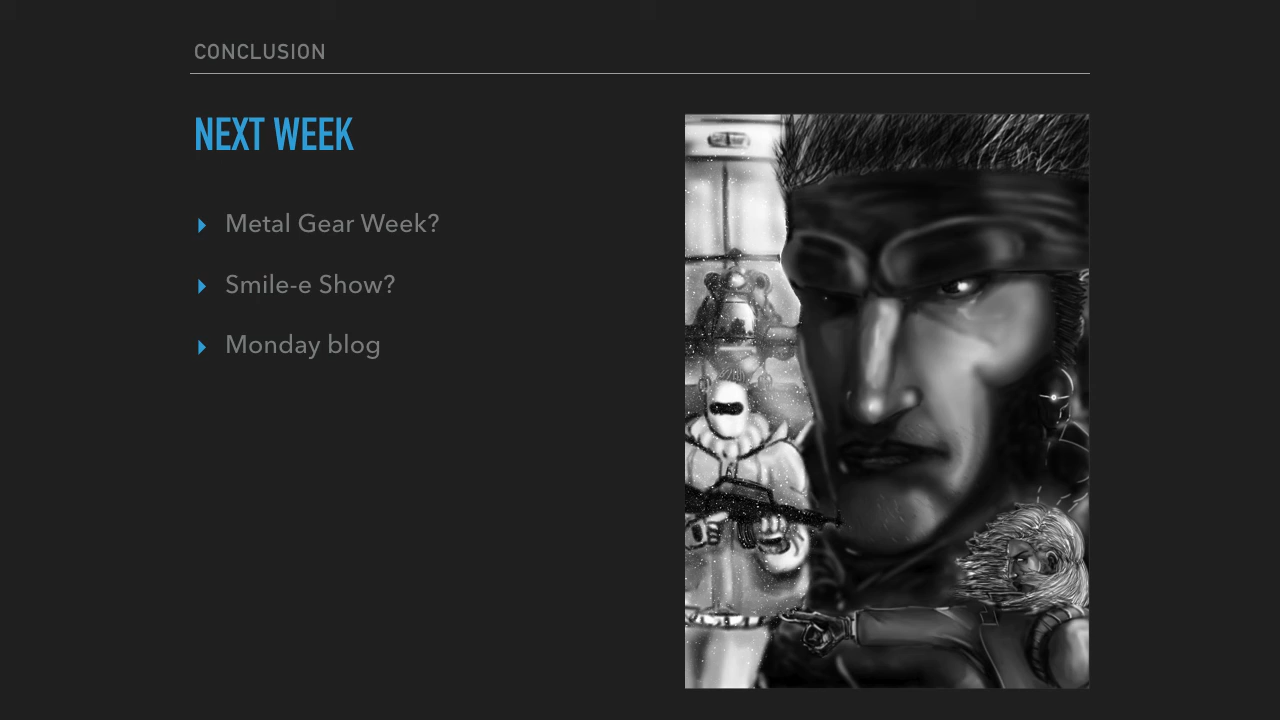 CONCLUSION
NEXT WEEK
Metal Gear Week?
Smile-e Show?
Monday blog